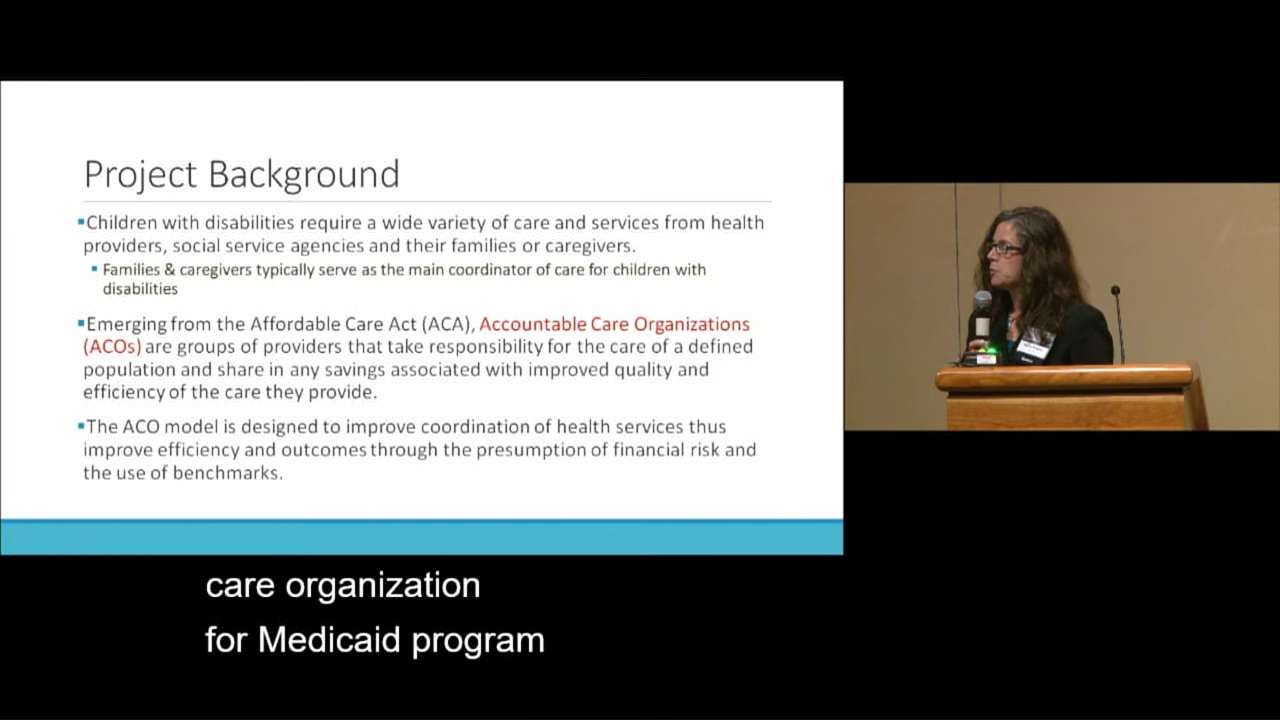 Project Background
▪Children with disabilities require a wide variety of care and services from health
providers, social service agencies and their families or caregivers.
▪ Families & caregivers typically serve as the main coordinator of care for children with
disabilities
▪Emerging from the Affordable Care Act (ACA), Accountable Care Organizations
(ACOs) are groups of providers that take responsibility for the care of a defined
population and share in any savings associated with improved quality and
efficiency of the care they provide.
▪The ACO model is designed to improve coordination of health services thus
improve efficiency and outcomes through the presumption of financial risk and
the use of benchmarks.
care organization
for Medicaid program